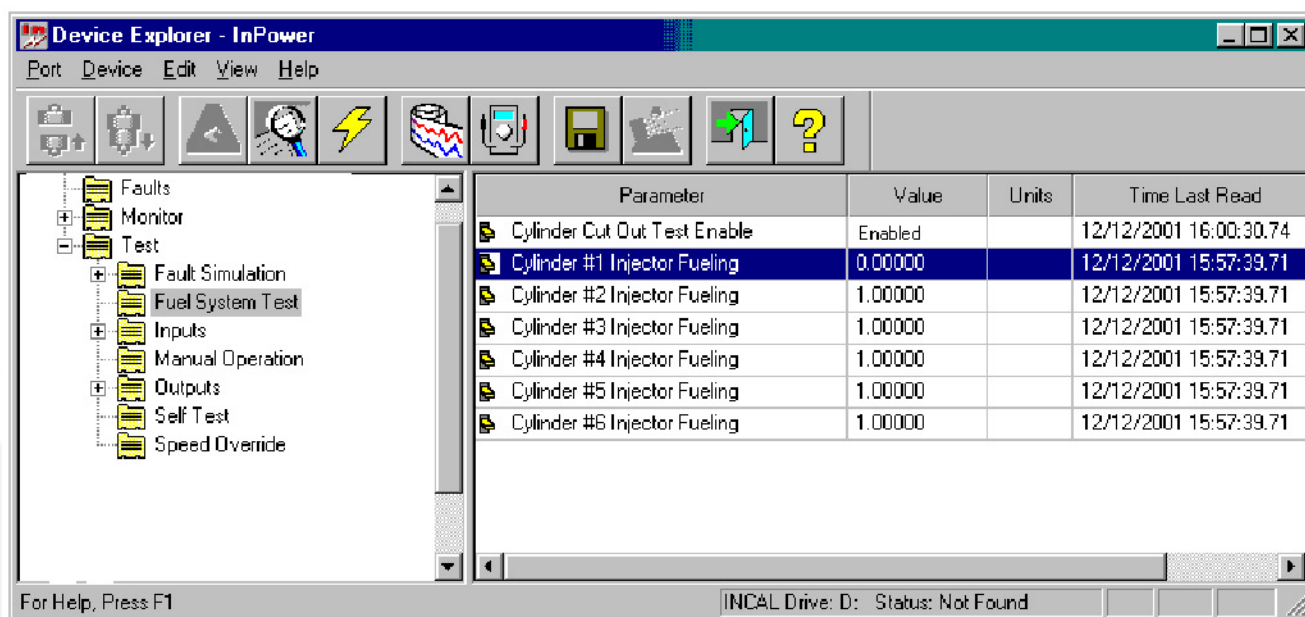 Device Explorer - InPower
Port Device Edit View Help
Faults
Monitor
Test
Fault Simulation
Fuel System Test
Inputs
Manual Operation
Outputs
Self Test
Speed Override
Parameter Value Units Time Last Read
Cylinder Cut Out Test Enable Enabled 12/12/2001 16:00:30.74
Cylinder #1 Injector Fueling 0.00000 12/12/2001 15:57:39.71
Cylinder #2 Injector Fueling 1.00000 12/12/2001 15:57:39.71
Cylinder #3 Injector Fueling 1.00000 12/12/2001 15:57:39.71
Cylinder #4 Injector Fueling 1.00000 12/12/2001 15:57:39.71
Cylinder #5 Injector Fueling 1.00000 12/12/2001 15:57:39.71
Cylinder #6 Injector Fueling 1.00000 12/12/2001 15:57:39.71
For Help, Press F1 INCAL Drive: D: Status: Not Found